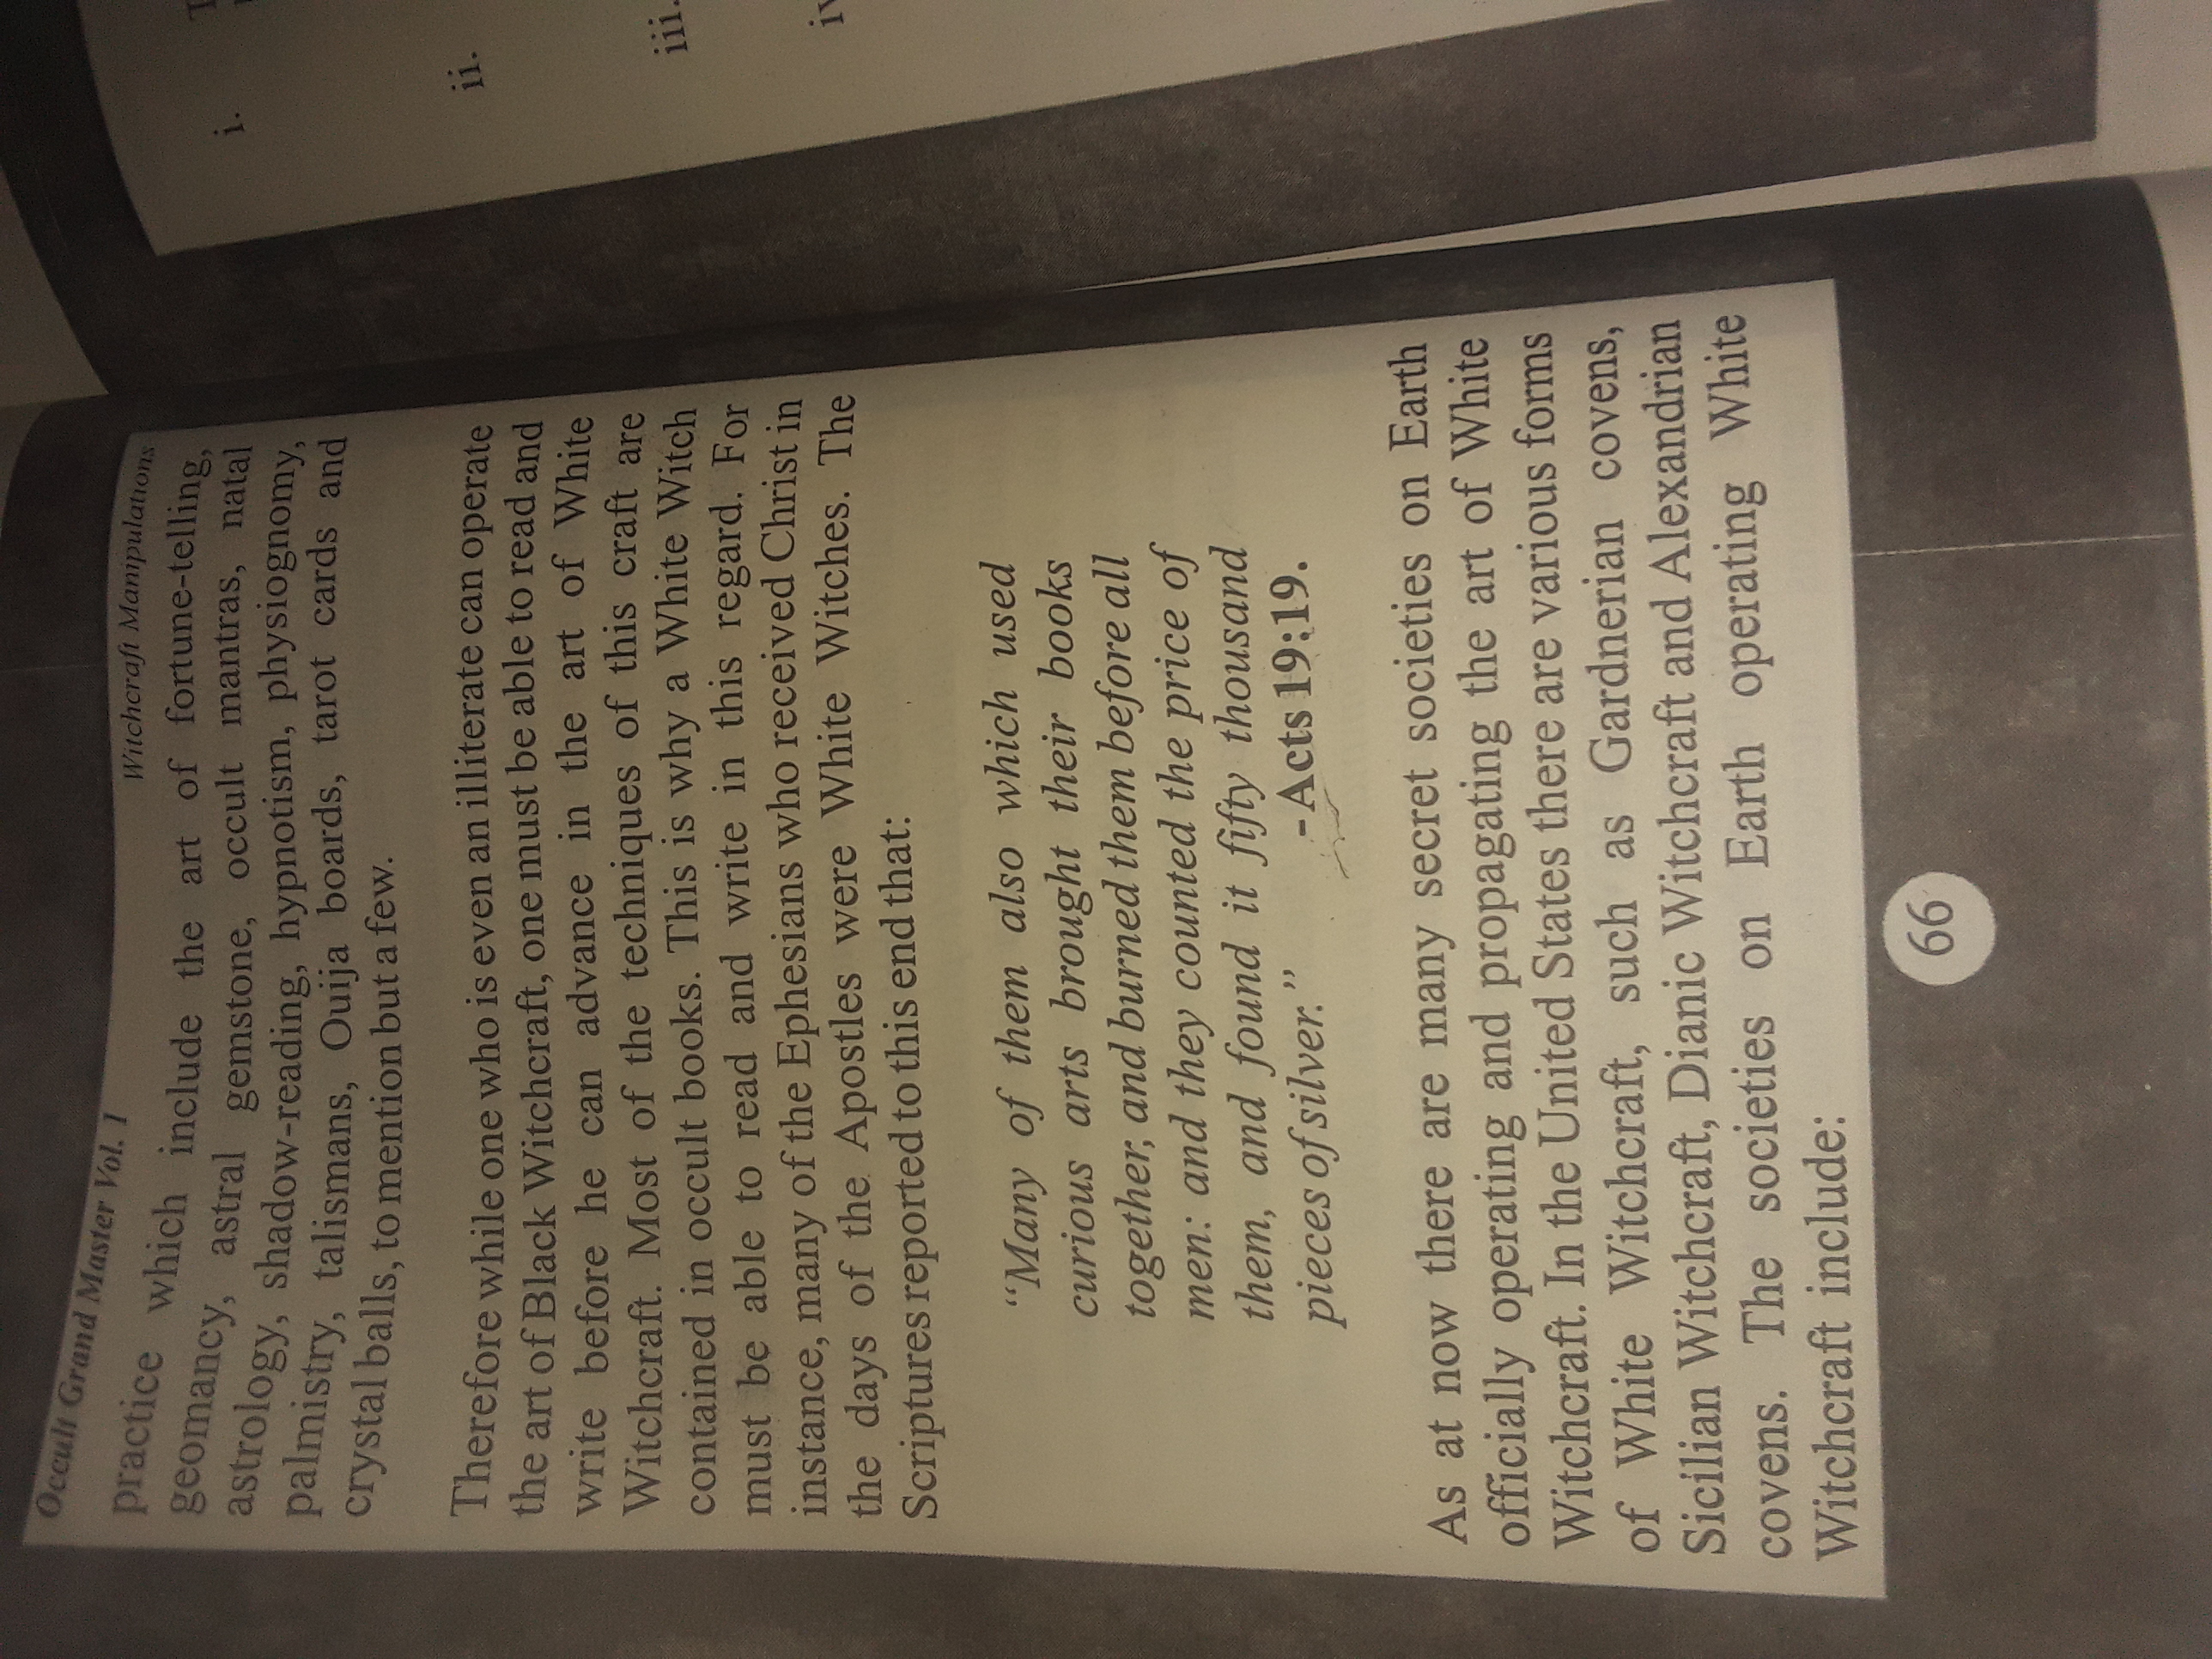 Occult Grand Master Vol. 1
Witchcraft Manipulations
practice which include the art of fortune-telling,
geomancy, astral gemstone, occult mantras, natal
astrology, shadow-reading, hypnotism, physiognomy,
palmistry, talismans, Ouija boards, tarot cards and
crystal balls, to mention but a few.
Therefore while one who is even an illiterate can operate
the art of Black Witchcraft, one must be able to read and
write before he can advance in the art of White
Witchcraft. Most of the techniques of this craft are
contained in occult books. This is why a White Witch
must be able to read and write in this regard. For
instance, many of the Ephesians who received Christ in
the days of the Apostles were White Witches. The
Scriptures reported to this end that:
“Many of them also which used
curious arts brought their books
together, and burned them before all
men: and they counted the price of
them, and found it fifty thousand
pieces of silver.” -Acts 19:19.
As at now there are many secret societies on Earth
officially operating and propagating the art of White
Witchcraft. In the United States there are various forms
of White Witchcraft, such as Gardnerian covens,
Sicilian Witchcraft, Dianic Witchcraft and Alexandrian
covens. The societies on Earth operating White
Witchcraft include:
66
i.
ii.
iii.